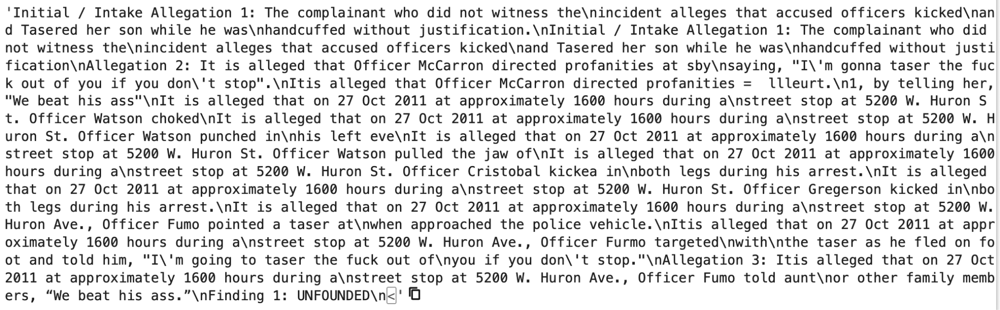 'Initial / Intake Allegation 1: The complainant who did not witness the\nincident alleges that accused officers kicked\nan
d Tasered her son while he was\nhandcuffed without justification.\nInitial / Intake Allegation 1: The complainant who did
not witness the\nincident alleges that accused officers kicked\nand Tasered her son while he was\nhandcuffed without justi
fication\nAllegation 2: It is alleged that Officer McCarron directed profanities at sby\nsaying, "I\'m gonna taser the fuc
k out of you if you don\'t stop".\nItis alleged that Officer McCarron directed profanities =  llleurt.\n1, by telling her,
"We beat his ass"\nIt is alleged that on 27 Oct 2011 at approximately 1600 hours during a\nstreet stop at 5200 W. Huron S
t. Officer Watson choked\nIt is alleged that on 27 Oct 2011 at approximately 1600 hours during a\nstreet stop at 5200 W. H
uron St. Officer Watson punched in\nhis left eve\nIt is alleged that on 27 Oct 2011 at approximately 1600 hours during a\n
street stop at 5200 W. Huron St. Officer Watson pulled the jaw of\nIt is alleged that on 27 Oct 2011 at approximately 1600
hours during a\nstreet stop at 5200 W. Huron St. Officer Cristobal kickea in\nboth legs during his arrest.\nIt is alleged
that on 27 Oct 2011 at approximately 1600 hours during a\nstreet stop at 5200 W. Huron St. Officer Gregerson kicked in\nbo
th legs during his arrest.\nIt is alleged that on 27 Oct 2011 at approximately 1600 hours during a\nstreet stop at 5200 W.
Huron Ave., Officer Fumo pointed a taser at\nwhen approached the police vehicle.\nItis alleged that on 27 Oct 2011 at appr
oximately 1600 hours during a\nstreet stop at 5200 W. Huron Ave., Officer Furmo targeted\nwith\nthe taser as he fled on fo
ot and told him, "I\'m going to taser the fuck out of\nyou if you don\'t stop."\nAllegation 3: Itis alleged that on 27 Oct
2011 at approximately 1600 hours during a\nstreet stop at 5200 W. Huron Ave., Officer Fumo told aunt\nor other family memb
ers, “We beat his ass.”\nFinding 1: UNFOUNDED\n<'